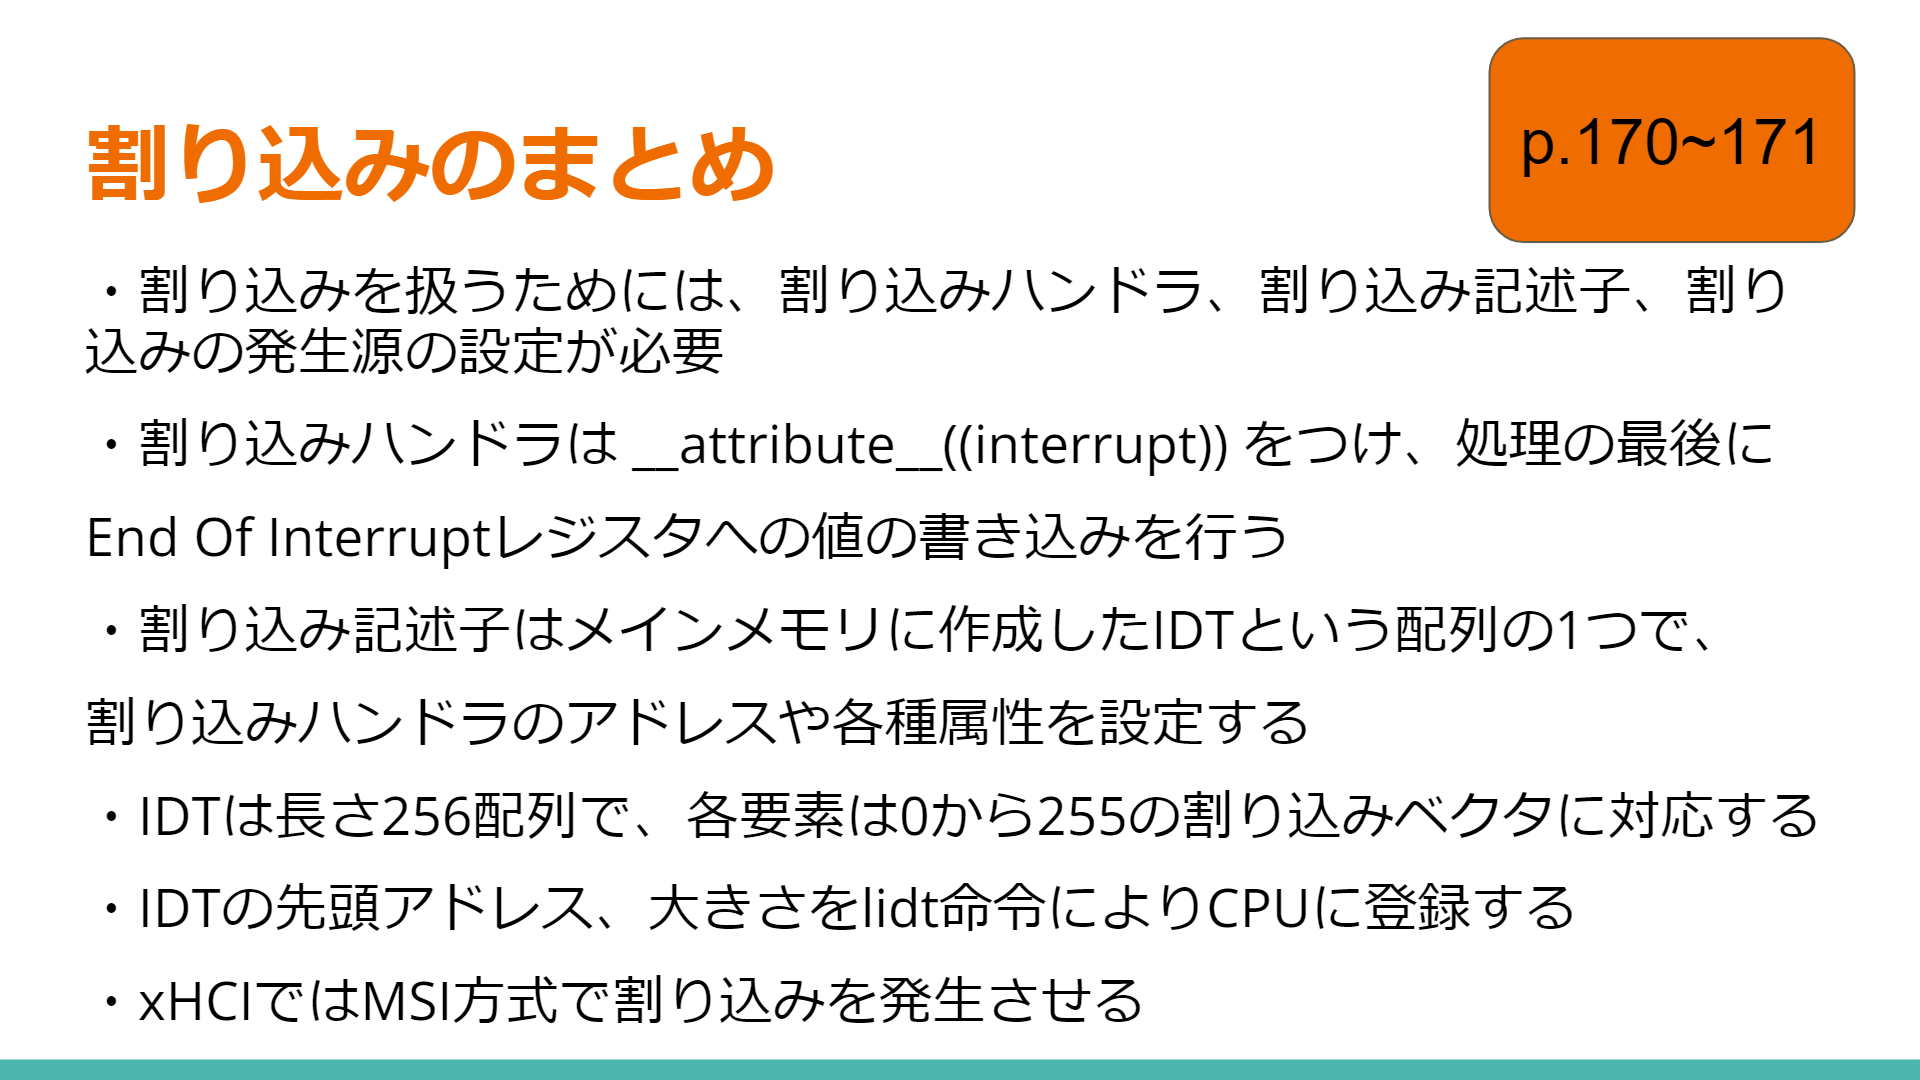 p.170~171
割り込みのまとめ
・割り込みを扱うためには、割り込みハンドラ、割り込み記述子、割り
込みの発生源の設定が必要
・割り込みハンドラは __attribute__((interrupt)) をつけ、処理の最後に
End Of Interruptレジスタへの値の書き込みを行う
・割り込み記述子はメインメモリに作成したIDTという配列の1つで、
割り込みハンドラのアドレスや各種属性を設定する
・IDTは長さ256配列で、各要素は0から255の割り込みベクタに対応する
・IDTの先頭アドレス、大きさをlidt命令によりCPUに登録する
・xHCIではMSI方式で割り込みを発生させる